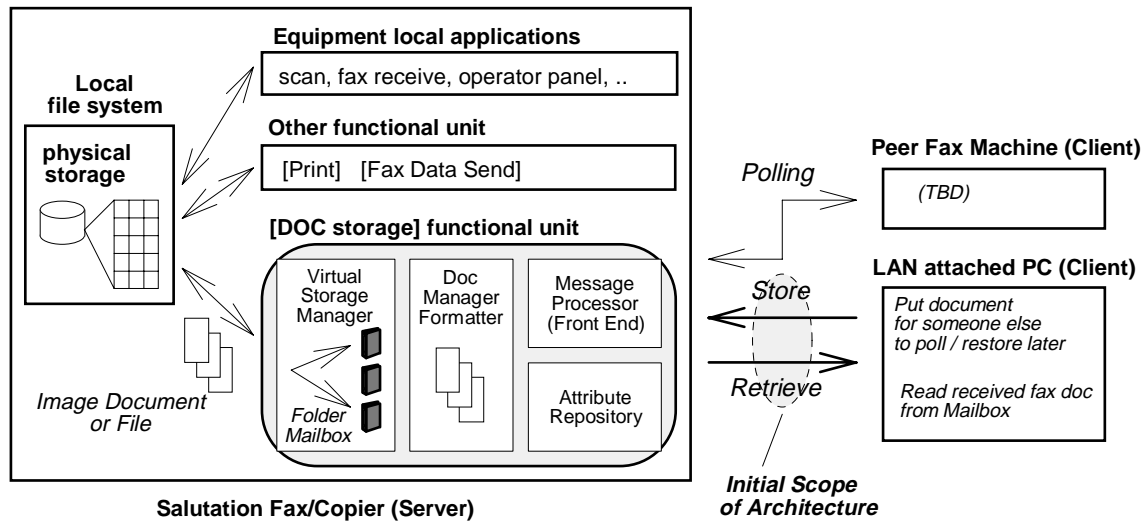 Equipment local applications
scan, fax receive, operator panel, ..
Local
file system
physical
storage
Other functional unit
[Print] [Fax Data Send]
[DOC storage] functional unit
Virtual
Storage
Manager
Folder
Mailbox
Doc
Manager
Formatter
Message
Processor
(Front End)
Attribute
Repository
Image Document
or File
Salutation Fax/Copier (Server)
Polling
Store
Retrieve
Initial Scope
of Architecture
Peer Fax Machine (Client)
(TBD)
LAN attached PC (Client)
Put document
for someone else
to poll / restore later
Read received fax doc
from Mailbox